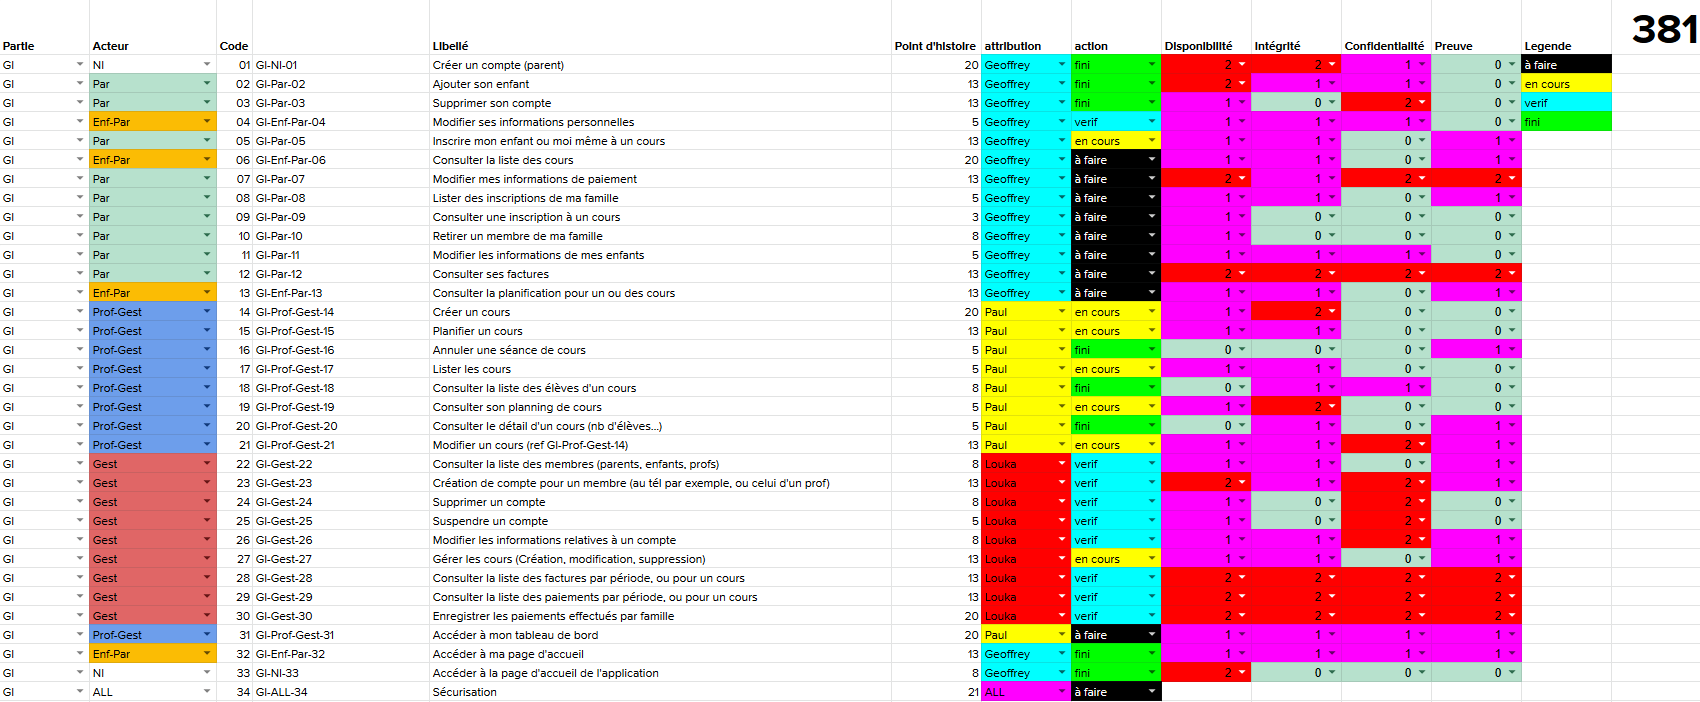 381
Partie Acteur Code Libellé Point d'histoire attribution action Disponibilité Intégrité Confidentialité Preuve Legende
GI NI 01 GI-NI-01 Créer un compte (parent) 20 Geoffrey fini 2 2 1 0 à faire
GI Par 02 GI-Par-02 Ajouter son enfant 13 Geoffrey fini 2 1 1 0 en cours
GI Par 03 GI-Par-03 Supprimer son compte 13 Geoffrey fini 1 0 2 0 verif
GI Enf-Par 04 GI-Enf-Par-04 Modifier ses informations personnelles 5 Geoffrey verif 1 1 1 0 fini
GI Par 05 GI-Par-05 Inscrire mon enfant ou moi même à un cours 13 Geoffrey en cours 1 1 0 1
GI Enf-Par 06 GI-Enf-Par-06 Consulter la liste des cours 20 Geoffrey à faire 1 1 0 1
GI Par 07 GI-Par-07 Modifier mes informations de paiement 13 Geoffrey à faire 2 1 2 2
GI Par 08 GI-Par-08 Lister des inscriptions de ma famille 5 Geoffrey à faire 1 1 0 1
GI Par 09 GI-Par-09 Consulter une inscription à un cours 3 Geoffrey à faire 1 0 0 0
GI Par 10 GI-Par-10 Retirer un membre de ma famille 8 Geoffrey à faire 1 0 0 0
GI Par 11 GI-Par-11 Modifier les informations de mes enfants 5 Geoffrey à faire 1 1 1 0
GI Par 12 GI-Par-12 Consulter ses factures 13 Geoffrey à faire 2 2 2 2
GI Enf-Par 13 GI-Enf-Par-13 Consulter la planification pour un ou des cours 13 Geoffrey à faire 1 1 0 1
GI Prof-Gest 14 GI-Prof-Gest-14 Créer un cours 20 Paul en cours 1 2 0 0
GI Prof-Gest 15 GI-Prof-Gest-15 Planifier un cours 13 Paul en cours 1 1 0 0
GI Prof-Gest 16 GI-Prof-Gest-16 Annuler une séance de cours 5 Paul fini 0 0 0 1
GI Prof-Gest 17 GI-Prof-Gest-17 Lister les cours 5 Paul en cours 1 1 0 0
GI Prof-Gest 18 GI-Prof-Gest-18 Consulter la liste des élèves d'un cours 8 Paul fini 0 1 1 0
GI Prof-Gest 19 GI-Prof-Gest-19 Consulter son planning de cours 5 Paul en cours 1 2 0 0
GI Prof-Gest 20 GI-Prof-Gest-20 Consulter le détail d'un cours (nb d'élèves...) 5 Paul fini 0 1 0 1
GI Prof-Gest 21 GI-Prof-Gest-21 Modifier un cours (ref GI-Prof-Gest-14) 13 Paul en cours 1 1 2 1
GI Gest 22 GI-Gest-22 Consulter la liste des membres (parents, enfants, profs) 8 Louka verif 1 1 0 1
GI Gest 23 GI-Gest-23 Création de compte pour un membre (au tél par exemple, ou celui d'un prof) 13 Louka verif 2 1 2 1
GI Gest 24 GI-Gest-24 Supprimer un compte 8 Louka verif 1 0 2 0
GI Gest 25 GI-Gest-25 Suspendre un compte 5 Louka verif 1 0 2 0
GI Gest 26 GI-Gest-26 Modifier les informations relatives à un compte 8 Louka verif 1 1 2 1
GI Gest 27 GI-Gest-27 Gérer les cours (Création, modification, suppression) 13 Louka en cours 1 1 0 1
GI Gest 28 GI-Gest-28 Consulter la liste des factures par période, ou pour un cours 13 Louka verif 2 2 2 2
GI Gest 29 GI-Gest-29 Consulter la liste des paiements par période, ou pour un cours 13 Louka verif 2 2 2 2
GI Gest 30 GI-Gest-30 Enregistrer les paiements effectués par famille 20 Louka verif 2 2 2 2
GI Prof-Gest 31 GI-Prof-Gest-31 Accéder à mon tableau de bord 20 Paul à faire 1 1 1 1
GI Enf-Par 32 GI-Enf-Par-32 Accéder à ma page d'accueil 13 Geoffrey fini 1 1 1 1
GI NI 33 GI-NI-33 Accéder à la page d'accueil de l'application 8 Geoffrey fini 2 0 0 0
GI ALL 34 GI-ALL-34 Sécurisation 21 ALL à faire